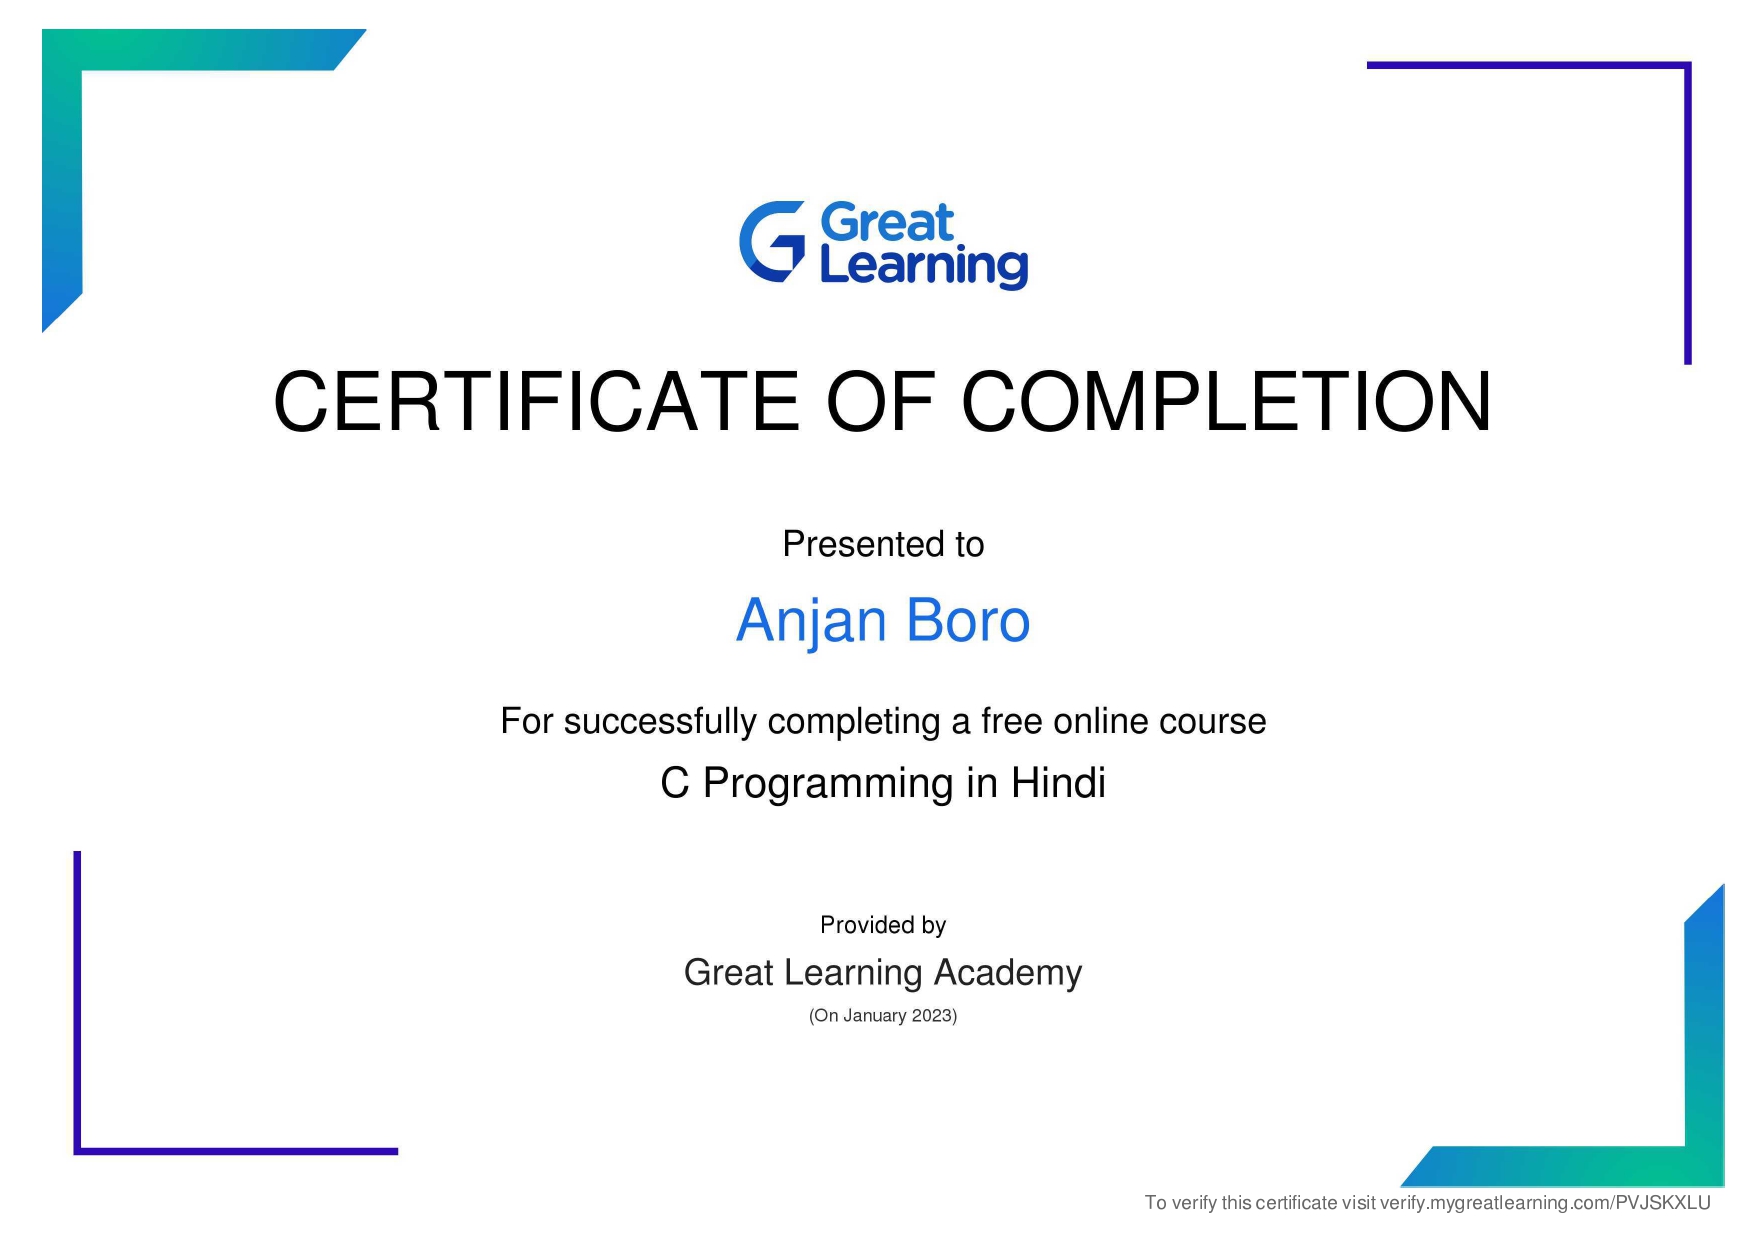 Great
Learning
CERTIFICATE OF COMPLETION
Presented to
Anjan Boro
For successfully completing a free online course
C Programming in Hindi
Provided by
Great Learning Academy
(On January 2023)
To verify this certificate visit verify.mygreatlearning.com/PVJSKXLU